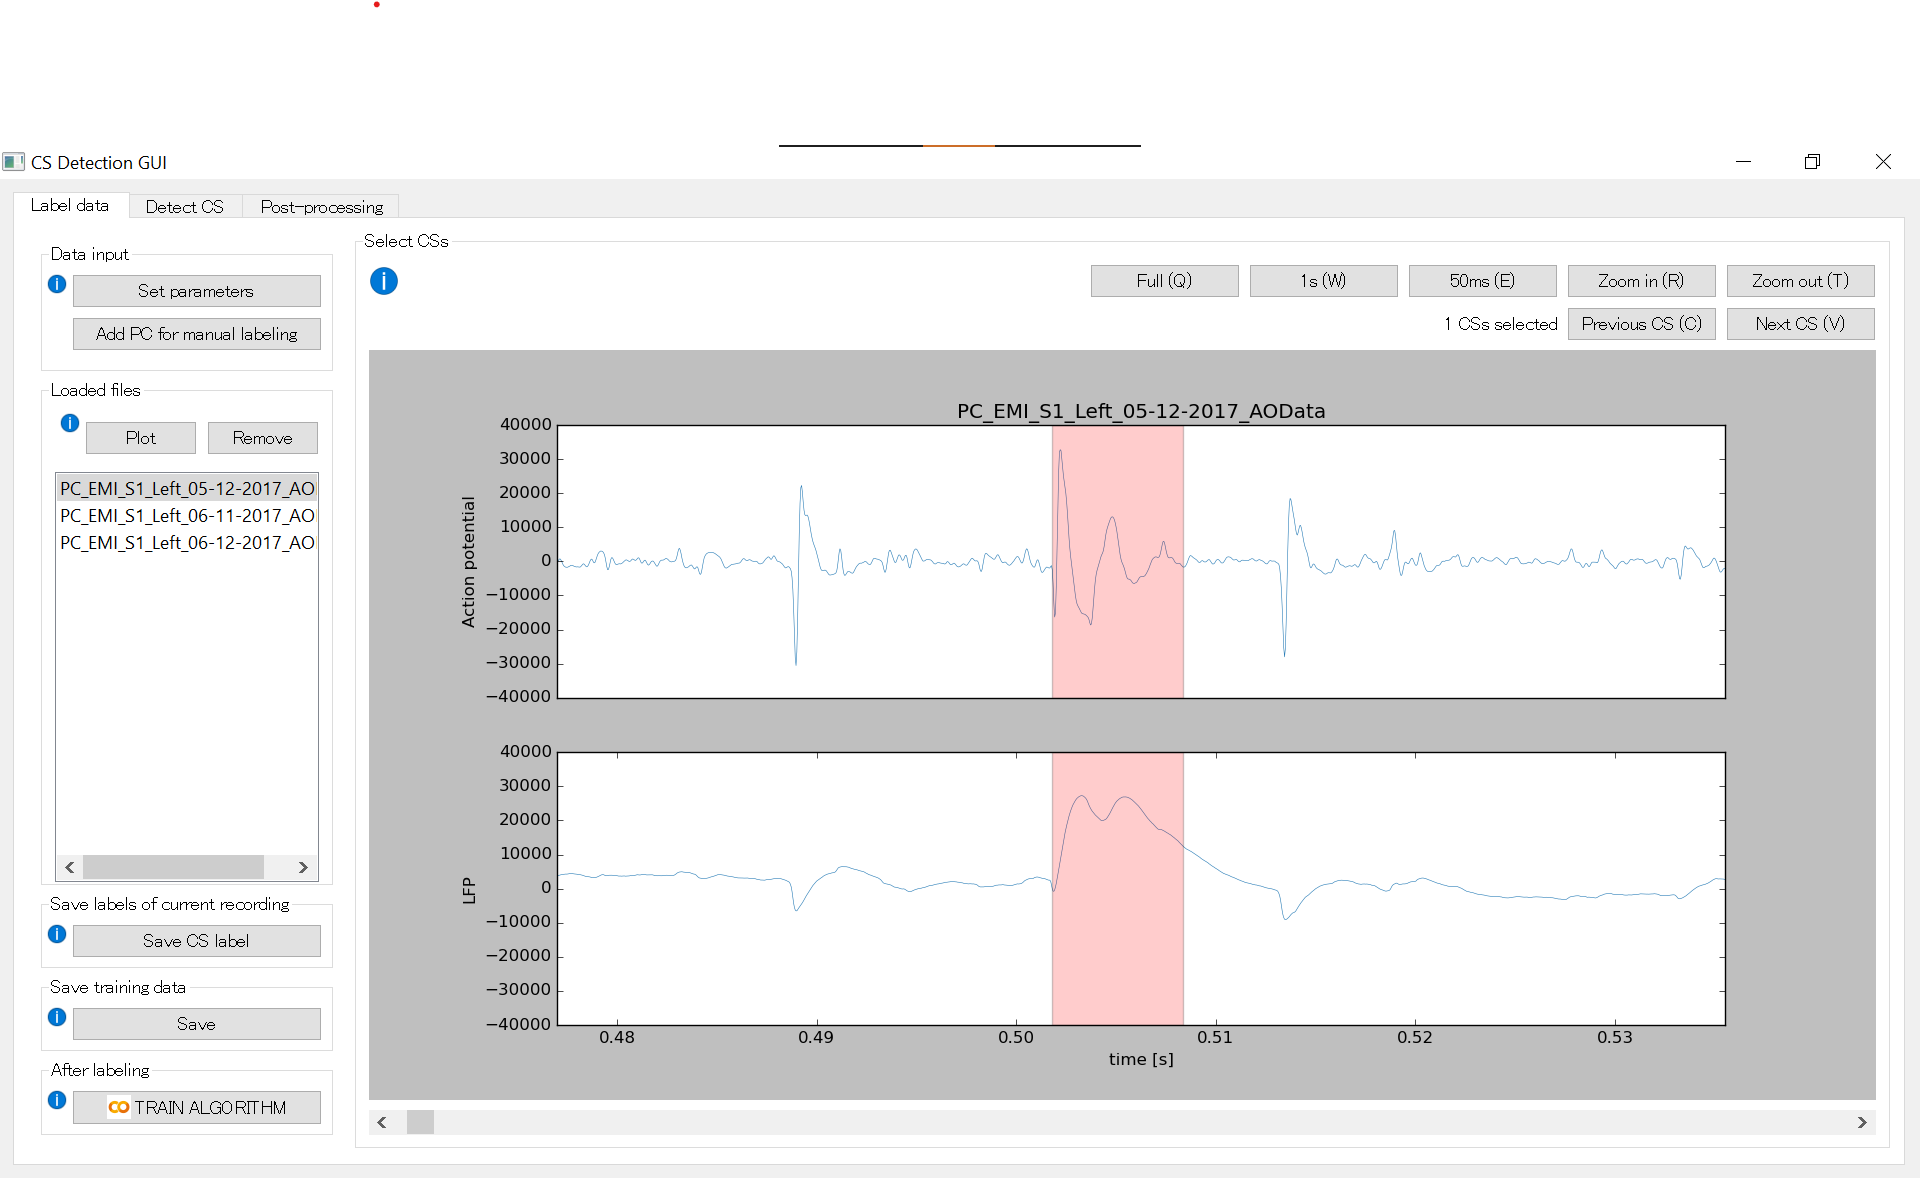 CS Detection GUI
Label data
Detect CS
Post-processing
Data input
Set parameters
Add PC for manual labeling
Loaded files
Plot
Remove
PC_EMI_S1_Left_05-12-2017_AO
PC_EMI_S1_Left_06-11-2017_AO
PC_EMI_S1_Left_06-12-2017_AO
Save labels of current recording
Save CS label
Save training data
Save
After labeling
TRAIN ALGORITHM
Select CSs
Full (Q)
1s (W)
50ms (E)
Zoom in (R)
Zoom out (T)
1 CSs selected
Previous CS (C)
Next CS (V)
PC_EMI_S1_Left_05-12-2017_AOData
Action potential
40000
30000
20000
10000
0
−10000
−20000
−30000
−40000
LFP
40000
30000
20000
10000
0
−10000
−20000
−30000
−40000
0.48
0.49
0.50
0.51
0.52
0.53
time [s]